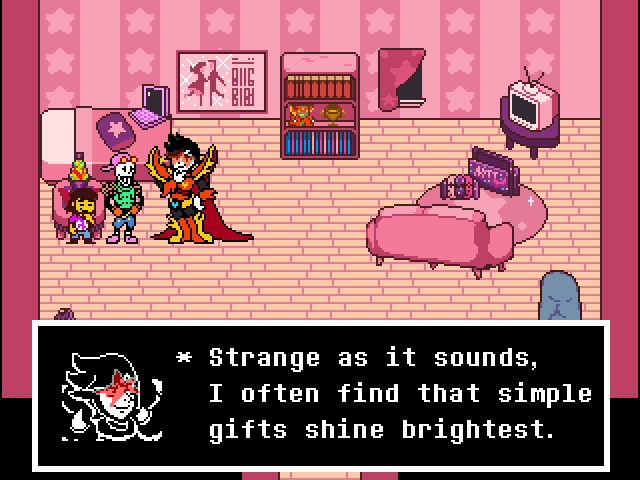 * Strange as it sounds,
I often find that simple
gifts shine brightest.